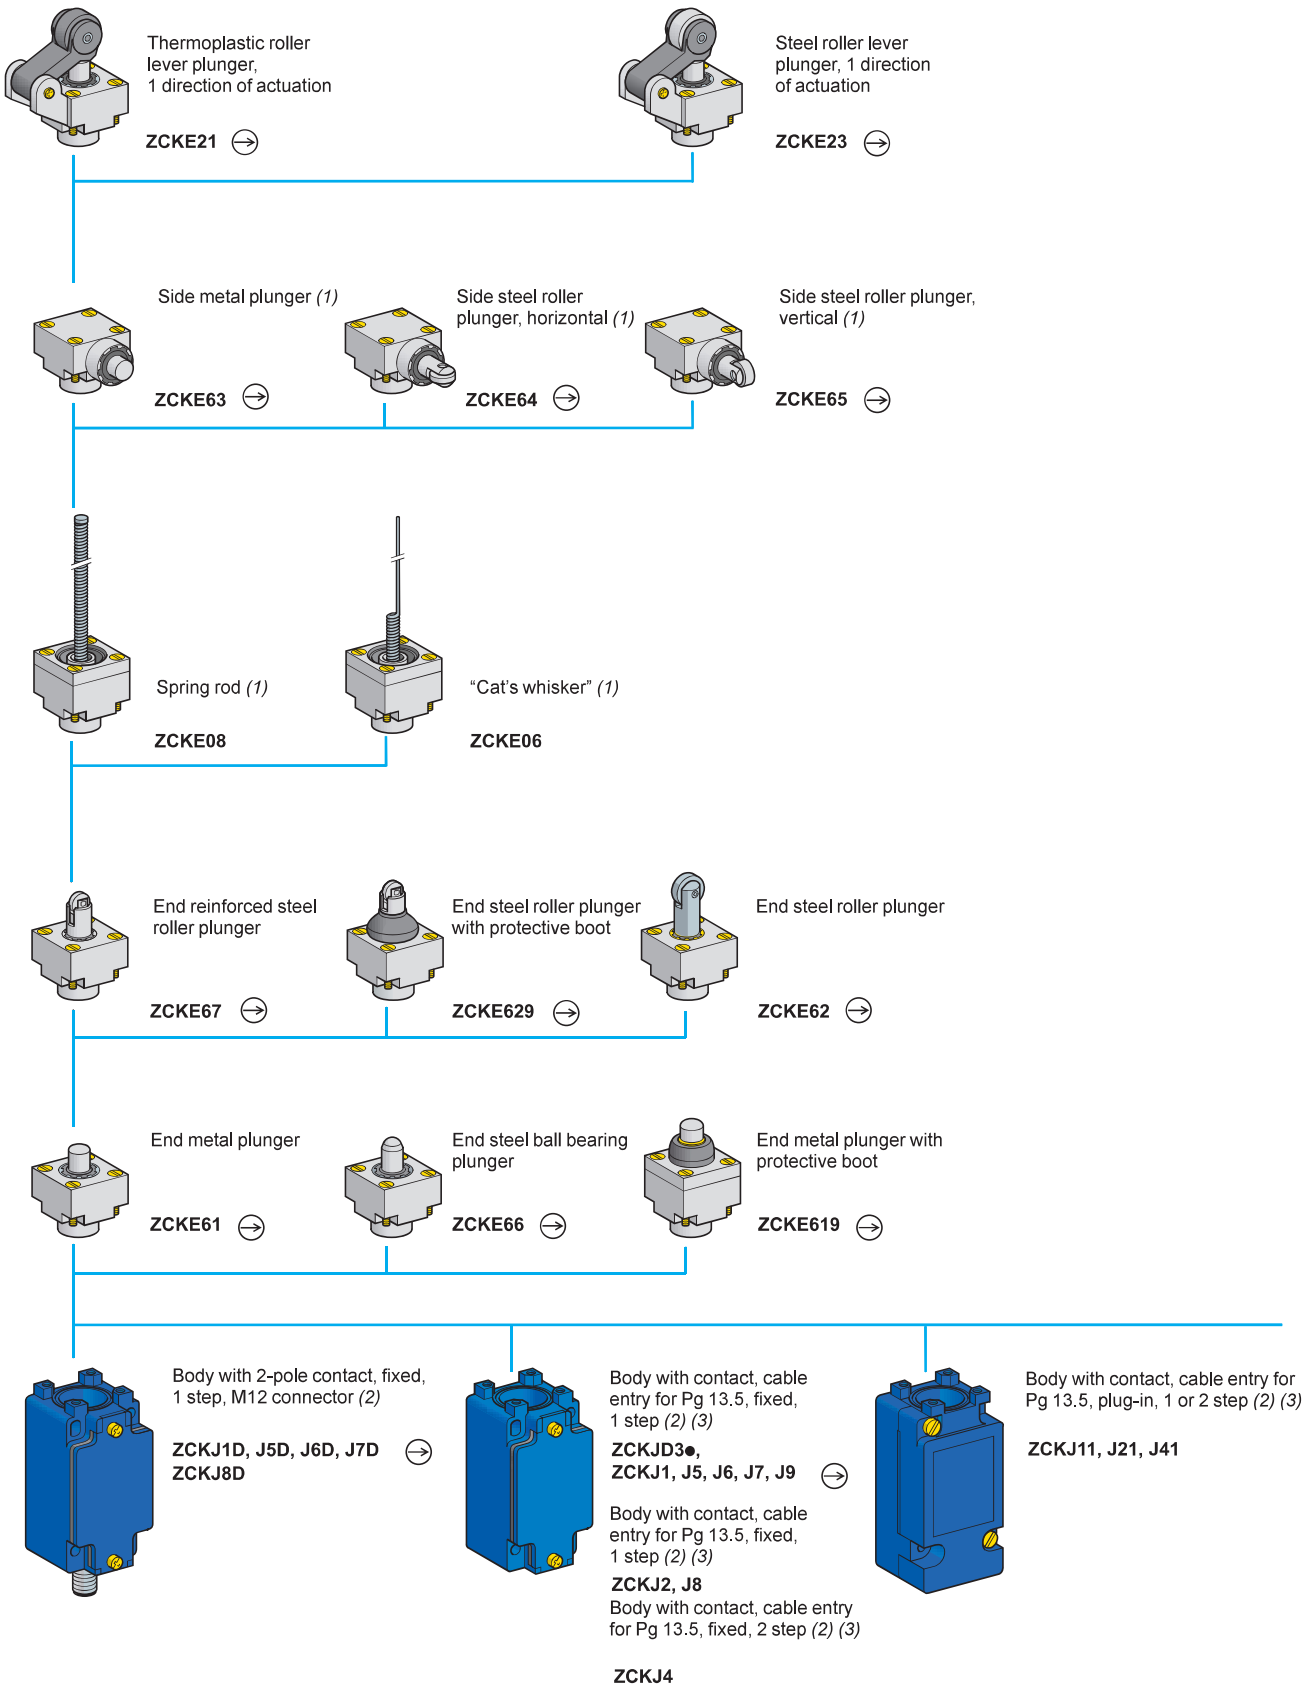 Thermoplastic roller
lever plunger,
1 direction of actuation
ZCKE21
Steel roller lever
plunger, 1 direction
of actuation
ZCKE23
Side metal plunger (1)
ZCKE63
Side steel roller
plunger, horizontal (1)
ZCKE64
Side steel roller plunger,
vertical (1)
ZCKE65
Spring rod (1)
ZCKE08
“Cat's whisker” (1)
ZCKE06
End reinforced steel
roller plunger
ZCKE67
End steel roller plunger
with protective boot
ZCKE629
End steel roller plunger
ZCKE62
End metal plunger
ZCKE61
End steel ball bearing
plunger
ZCKE66
End metal plunger with
protective boot
ZCKE619
Body with 2-pole contact, fixed,
1 step, M12 connector (2)
ZCKJ1D, J5D, J6D, J7D
ZCKJ8D
Body with contact, cable
entry for Pg 13.5, fixed,
1 step (2) (3)
ZCKJD3●,
ZCKJ1, J5, J6, J7, J9
Body with contact, cable
entry for Pg 13.5, fixed,
1 step (2) (3)
ZCKJ2, J8
Body with contact, cable entry
for Pg 13.5, fixed, 2 step (2) (3)
ZCKJ4
Body with contact, cable entry for
Pg 13.5, plug-in, 1 or 2 step (2) (3)
ZCKJ11, J21, J41